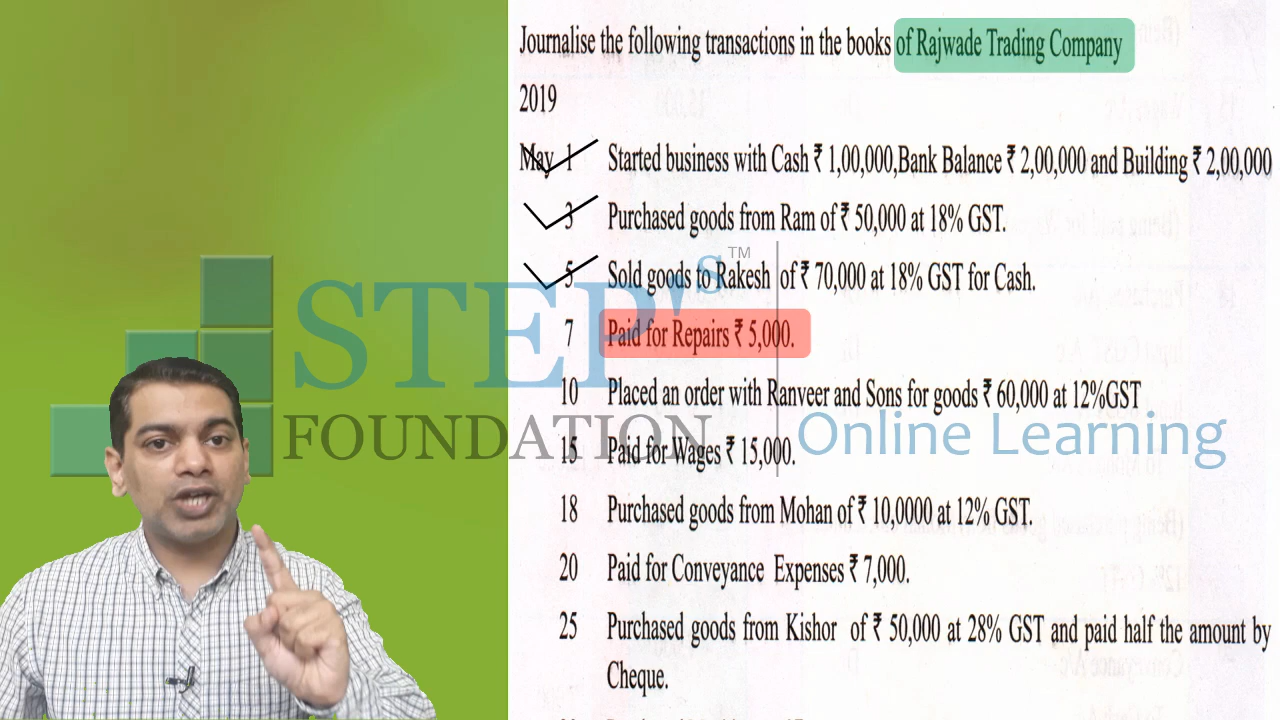 Journalise the following transactions in the books of Rajwade Trading Company
2019
May 1 Started business with Cash ₹ 1,00,000,Bank Balance ₹ 2,00,000 and Building ₹ 2,00,000
3 Purchased goods from Ram of ₹ 50,000 at 18% GST.
5 Sold goods to Rakesh of ₹ 70,000 at 18% GST for Cash.
7 Paid for Repairs ₹ 5,000.
10 Placed an order with Ranveer and Sons for goods ₹ 60,000 at 12%GST
15 Paid for Wages ₹ 15,000.
18 Purchased goods from Mohan of ₹ 10,0000 at 12% GST.
20 Paid for Conveyance Expenses ₹ 7,000.
25 Purchased goods from Kishor of ₹ 50,000 at 28% GST and paid half the amount by
Cheque.
STEP's™
FOUNDATION
Online Learning